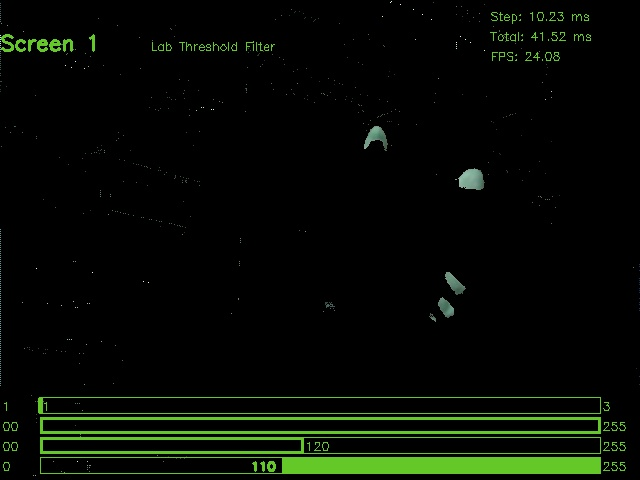 Step: 10.23 ms
Screen 1 Lab Threshold Filter Total: 41.52 ms
FPS: 24.08
1 1 3
00 255
00 120 255
0 110 255